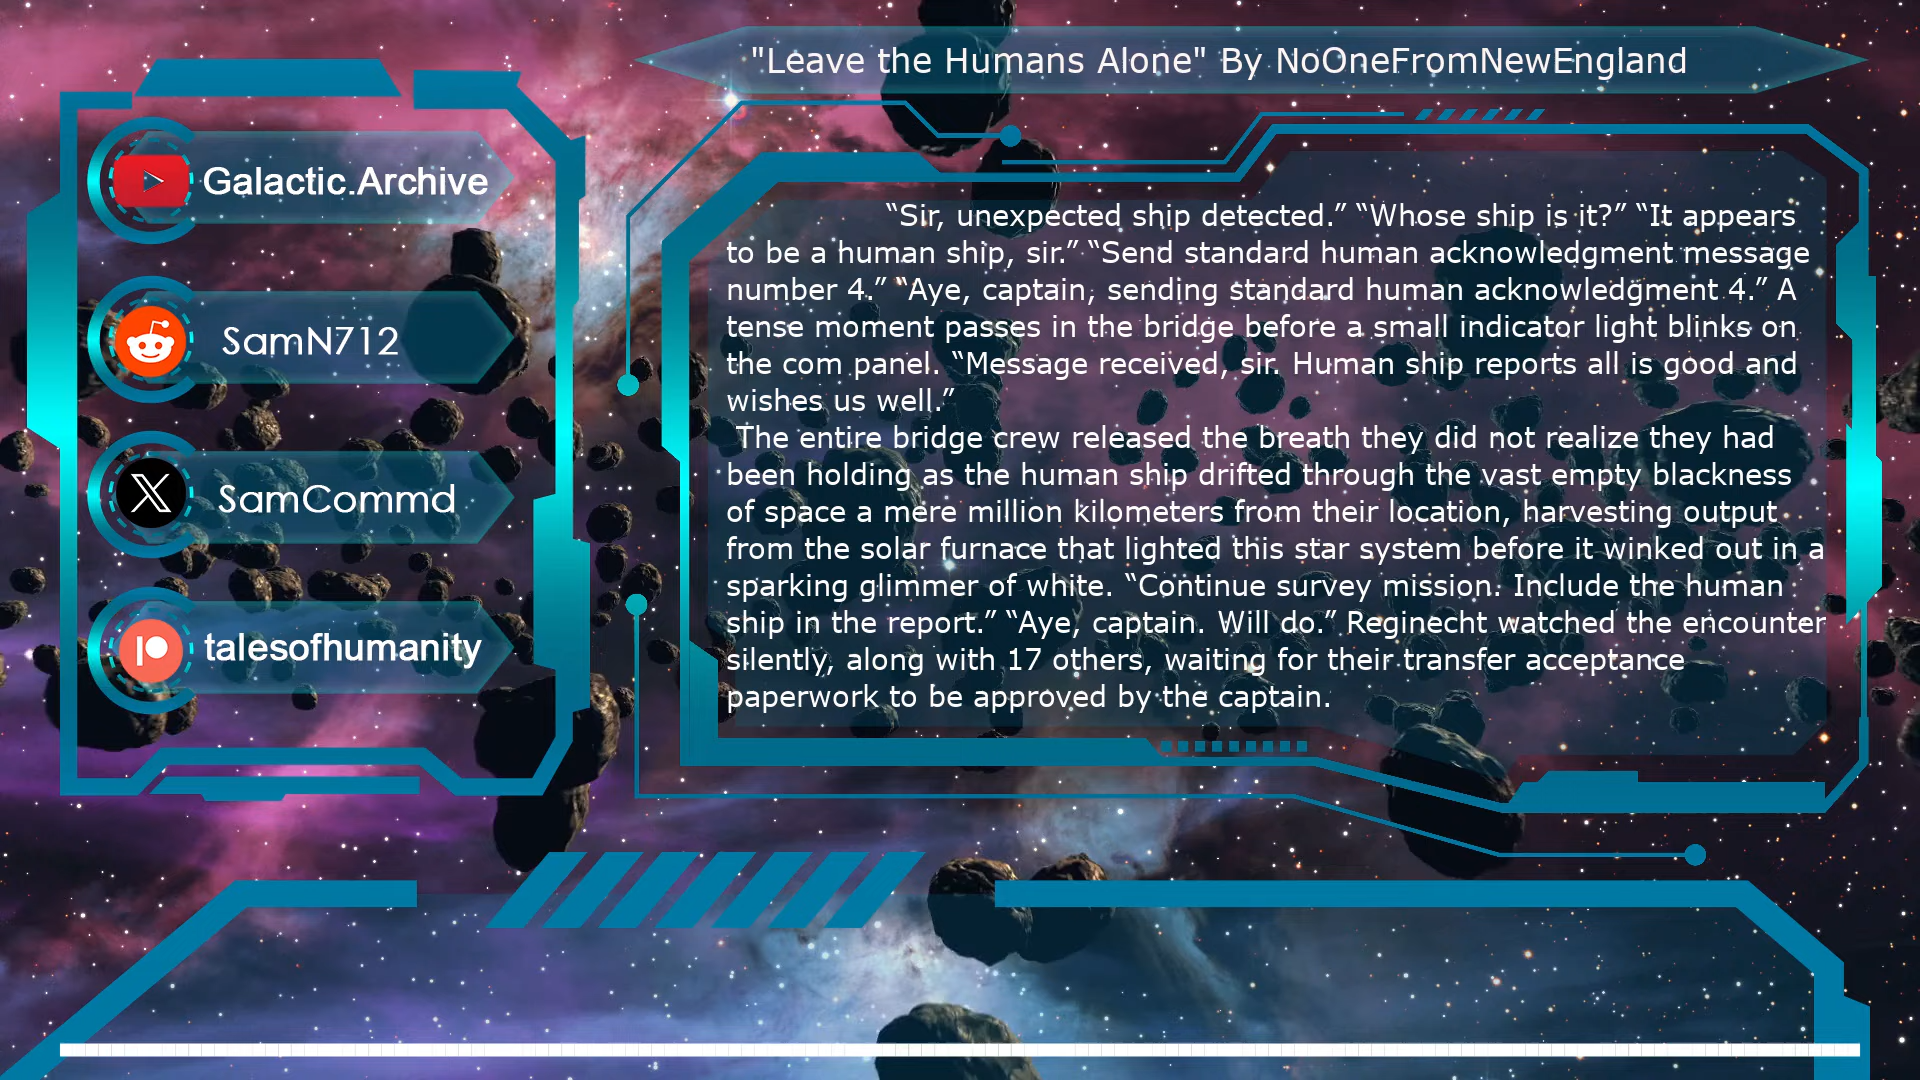 "Leave the Humans Alone" By NoOneFromNewEngland
Galactic.Archive
SamN712
SamCommd
talesofhumanity
“Sir, unexpected ship detected.” “Whose ship is it?” “It appears
to be a human ship, sir.” “Send standard human acknowledgment message
number 4.” “Aye, captain, sending standard human acknowledgment 4.” A
tense moment passes in the bridge before a small indicator light blinks on
the com panel. “Message received, sir. Human ship reports all is good and
wishes us well.”
The entire bridge crew released the breath they did not realize they had
been holding as the human ship drifted through the vast empty blackness
of space a mere million kilometers from their location, harvesting output
from the solar furnace that lighted this star system before it winked out in a
sparking glimmer of white. “Continue survey mission. Include the human
ship in the report.” “Aye, captain. Will do.” Reginecht watched the encounter
silently, along with 17 others, waiting for their transfer acceptance
paperwork to be approved by the captain.